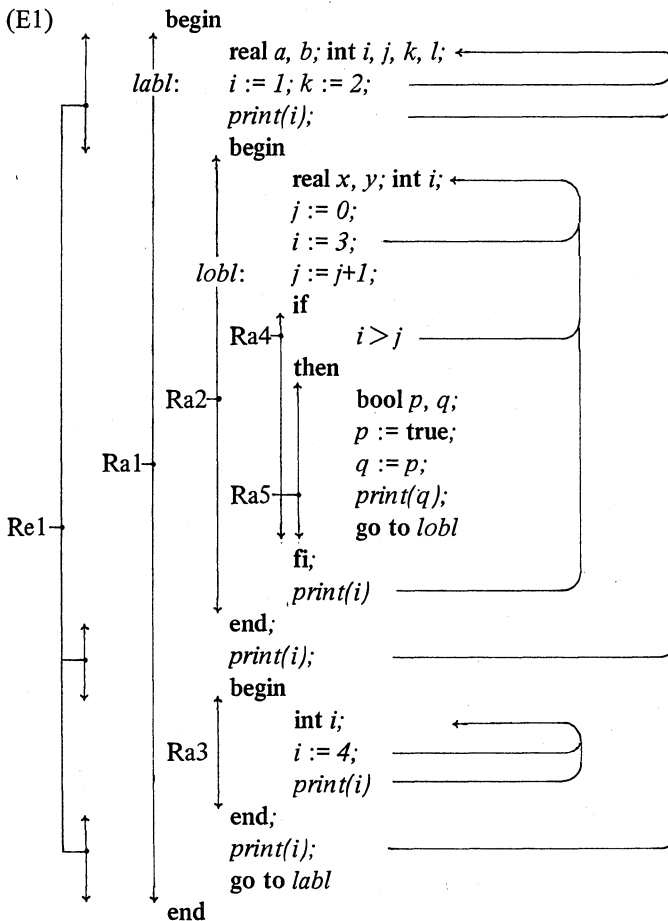 (E1) begin
real a, b; int i, j, k, l;
labl: i := 1; k := 2;
print(i);
begin
real x, y; int i;
j := 0;
i := 3;
lobl: j := j+1;
if
Ra4 i > j
then
Ra2 bool p, q;
p := true;
Ra1 q := p;
Ra5 print(q);
Re1 go to lobl
fi;
print(i)
end;
print(i);
begin
int i;
Ra3 i := 4;
print(i)
end;
print(i);
go to labl
end